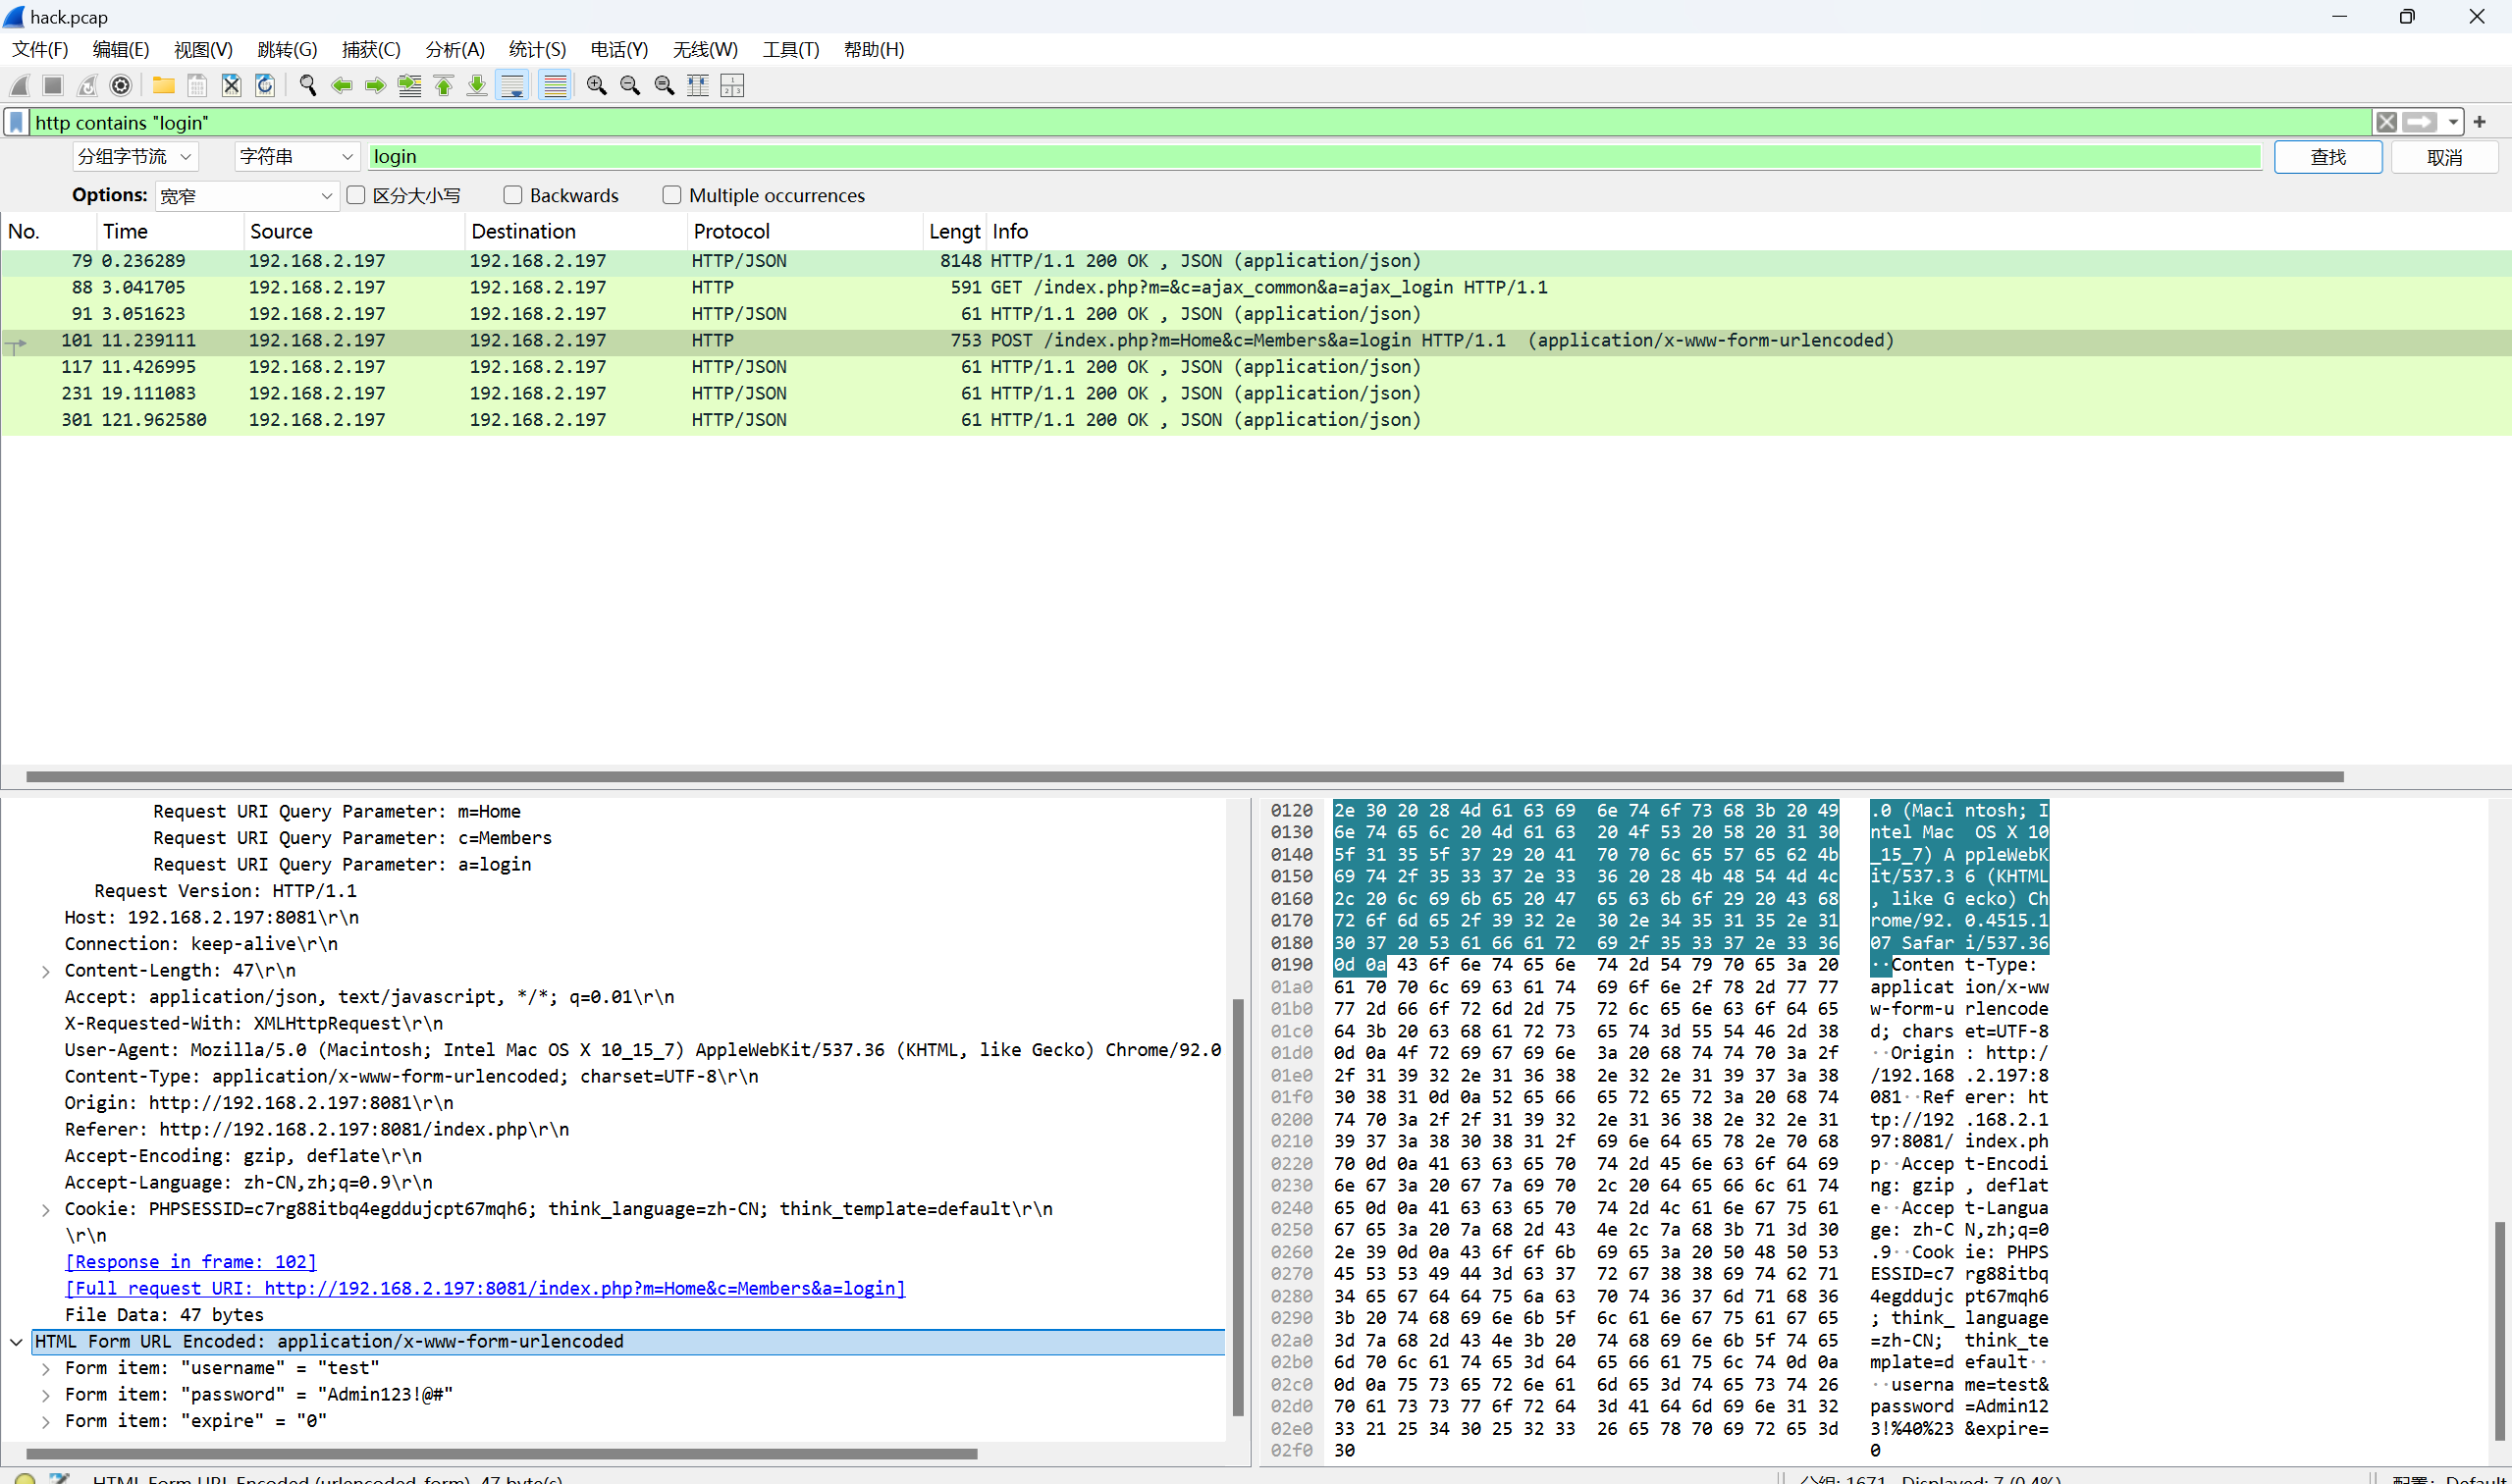 hack.pcap
文件(F) 编辑(E) 视图(V) 跳转(G) 捕获(C) 分析(A) 统计(S) 电话(Y) 无线(W) 工具(T) 帮助(H)
http contains "login"
分组字节流 字符串 login 查找 取消
Options: 宽窄 区分大小写 Backwards Multiple occurrences
No. Time Source Destination Protocol Lengt Info
79 0.236289 192.168.2.197 192.168.2.197 HTTP/JSON 8148 HTTP/1.1 200 OK , JSON (application/json)
88 3.041705 192.168.2.197 192.168.2.197 HTTP 591 GET /index.php?m=&c=ajax_common&a=ajax_login HTTP/1.1
91 3.051623 192.168.2.197 192.168.2.197 HTTP/JSON 61 HTTP/1.1 200 OK , JSON (application/json)
101 11.239111 192.168.2.197 192.168.2.197 HTTP 753 POST /index.php?m=Home&c=Members&a=login HTTP/1.1 (application/x-www-form-urlencoded)
117 11.426995 192.168.2.197 192.168.2.197 HTTP/JSON 61 HTTP/1.1 200 OK , JSON (application/json)
231 19.111083 192.168.2.197 192.168.2.197 HTTP/JSON 61 HTTP/1.1 200 OK , JSON (application/json)
301 121.962580 192.168.2.197 192.168.2.197 HTTP/JSON 61 HTTP/1.1 200 OK , JSON (application/json)
Request URI Query Parameter: m=Home
Request URI Query Parameter: c=Members
Request URI Query Parameter: a=login
Request Version: HTTP/1.1
Host: 192.168.2.197:8081\r\n
Connection: keep-alive\r\n
Content-Length: 47\r\n
Accept: application/json, text/javascript, */*; q=0.01\r\n
X-Requested-With: XMLHttpRequest\r\n
User-Agent: Mozilla/5.0 (Macintosh; Intel Mac OS X 10_15_7) AppleWebKit/537.36 (KHTML, like Gecko) Chrome/92.0
Content-Type: application/x-www-form-urlencoded; charset=UTF-8\r\n
Origin: http://192.168.2.197:8081\r\n
Referer: http://192.168.2.197:8081/index.php\r\n
Accept-Encoding: gzip, deflate\r\n
Accept-Language: zh-CN,zh;q=0.9\r\n
Cookie: PHPSESSID=c7rg88itbq4egddujcpt67mqh6; think_language=zh-CN; think_template=default\r\n
\r\n
[Response in frame: 102]
[Full request URI: http://192.168.2.197:8081/index.php?m=Home&c=Members&a=login]
File Data: 47 bytes
HTML Form URL Encoded: application/x-www-form-urlencoded
Form item: "username" = "test"
Form item: "password" = "Admin123!@#"
Form item: "expire" = "0"
0120 2e 30 20 28 4d 61 63 69 6e 74 6f 73 68 3b 20 49 .0 (Maci ntosh; I
0130 6e 74 65 6c 20 4d 61 63 20 4f 53 20 58 20 31 30 ntel Mac OS X 10
0140 5f 31 35 5f 37 29 20 41 70 70 6c 65 57 65 62 4b _15_7) A ppleWebK
0150 69 74 2f 35 33 37 2e 33 36 20 28 4b 48 54 4d 4c it/537.3 6 (KHTML
0160 2c 20 6c 69 6b 65 20 47 65 63 6b 6f 29 20 43 68 , like G ecko) Ch
0170 72 6f 6d 65 2f 39 32 2e 30 2e 34 35 31 35 2e 31 rome/92. 0.4515.1
0180 30 37 20 53 61 66 61 72 69 2f 35 33 37 2e 33 36 07 Safar i/537.36
0190 0d 0a 43 6f 6e 74 65 6e 74 2d 54 79 70 65 3a 20 ··Conten t-Type:
01a0 61 70 70 6c 69 63 61 74 69 6f 6e 2f 78 2d 77 77 applicat ion/x-ww
01b0 77 2d 66 6f 72 6d 2d 75 72 6c 65 6e 63 6f 64 65 w-form-u rlencode
01c0 64 3b 20 63 68 61 72 73 65 74 3d 55 54 46 2d 38 d; chars et=UTF-8
01d0 0d 0a 4f 72 69 67 69 6e 3a 20 68 74 74 70 3a 2f ··Origin : http:/
01e0 2f 31 39 32 2e 31 36 38 2e 32 2e 31 39 37 3a 38 /192.168 .2.197:8
01f0 30 38 31 0d 0a 52 65 66 65 72 65 72 3a 20 68 74 081··Ref erer: ht
0200 74 70 3a 2f 2f 31 39 32 2e 31 36 38 2e 32 2e 31 tp://192 .168.2.1
0210 39 37 3a 38 30 38 31 2f 69 6e 64 65 78 2e 70 68 97:8081/ index.ph
0220 70 0d 0a 41 63 63 65 70 74 2d 45 6e 63 6f 64 69 p··Accep t-Encodi
0230 6e 67 3a 20 67 7a 69 70 2c 20 64 65 66 6c 61 74 ng: gzip , deflat
0240 65 0d 0a 41 63 63 65 70 74 2d 4c 61 6e 67 75 61 e··Accep t-Langua
0250 67 65 3a 20 7a 68 2d 43 4e 2c 7a 68 3b 71 3d 30 ge: zh-C N,zh;q=0
0260 2e 39 0d 0a 43 6f 6f 6b 69 65 3a 20 50 48 50 53 .9··Cook ie: PHPS
0270 45 53 53 49 44 3d 63 37 72 67 38 38 69 74 62 71 ESSID=c7 rg88itbq
0280 34 65 67 64 64 75 6a 63 70 74 36 37 6d 71 68 36 4egddujc pt67mqh6
0290 3b 20 74 68 69 6e 6b 5f 6c 61 6e 67 75 61 67 65 ; think_ language
02a0 3d 7a 68 2d 43 4e 3b 20 74 68 69 6e 6b 5f 74 65 =zh-CN; think_te
02b0 6d 70 6c 61 74 65 3d 64 65 66 61 75 6c 74 0d 0a mplate=d efault··
02c0 0d 0a 75 73 65 72 6e 61 6d 65 3d 74 65 73 74 26 ··userna me=test&
02d0 70 61 73 73 77 6f 72 64 3d 41 64 6d 69 6e 31 32 password =Admin12
02e0 33 21 25 34 30 25 32 33 26 65 78 70 69 72 65 3d 3!%40%23 &expire=
02f0 30 0
HTML Form URL Encoded (urlencoded-form), 47 byte(s) 分组: 1671 Displayed: 7 (0.4%) 配置: Default